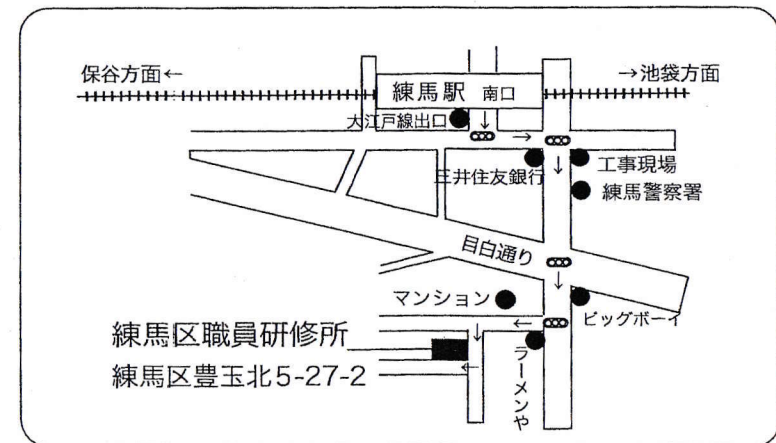 保谷方面←
→池袋方面
練馬駅 南口
大江戸線出口
三井住友銀行
工事現場
練馬警察署
目白通り
マンション
ビッグボーイ
ラーメンや
練馬区職員研修所
練馬区豊玉北5-27-2